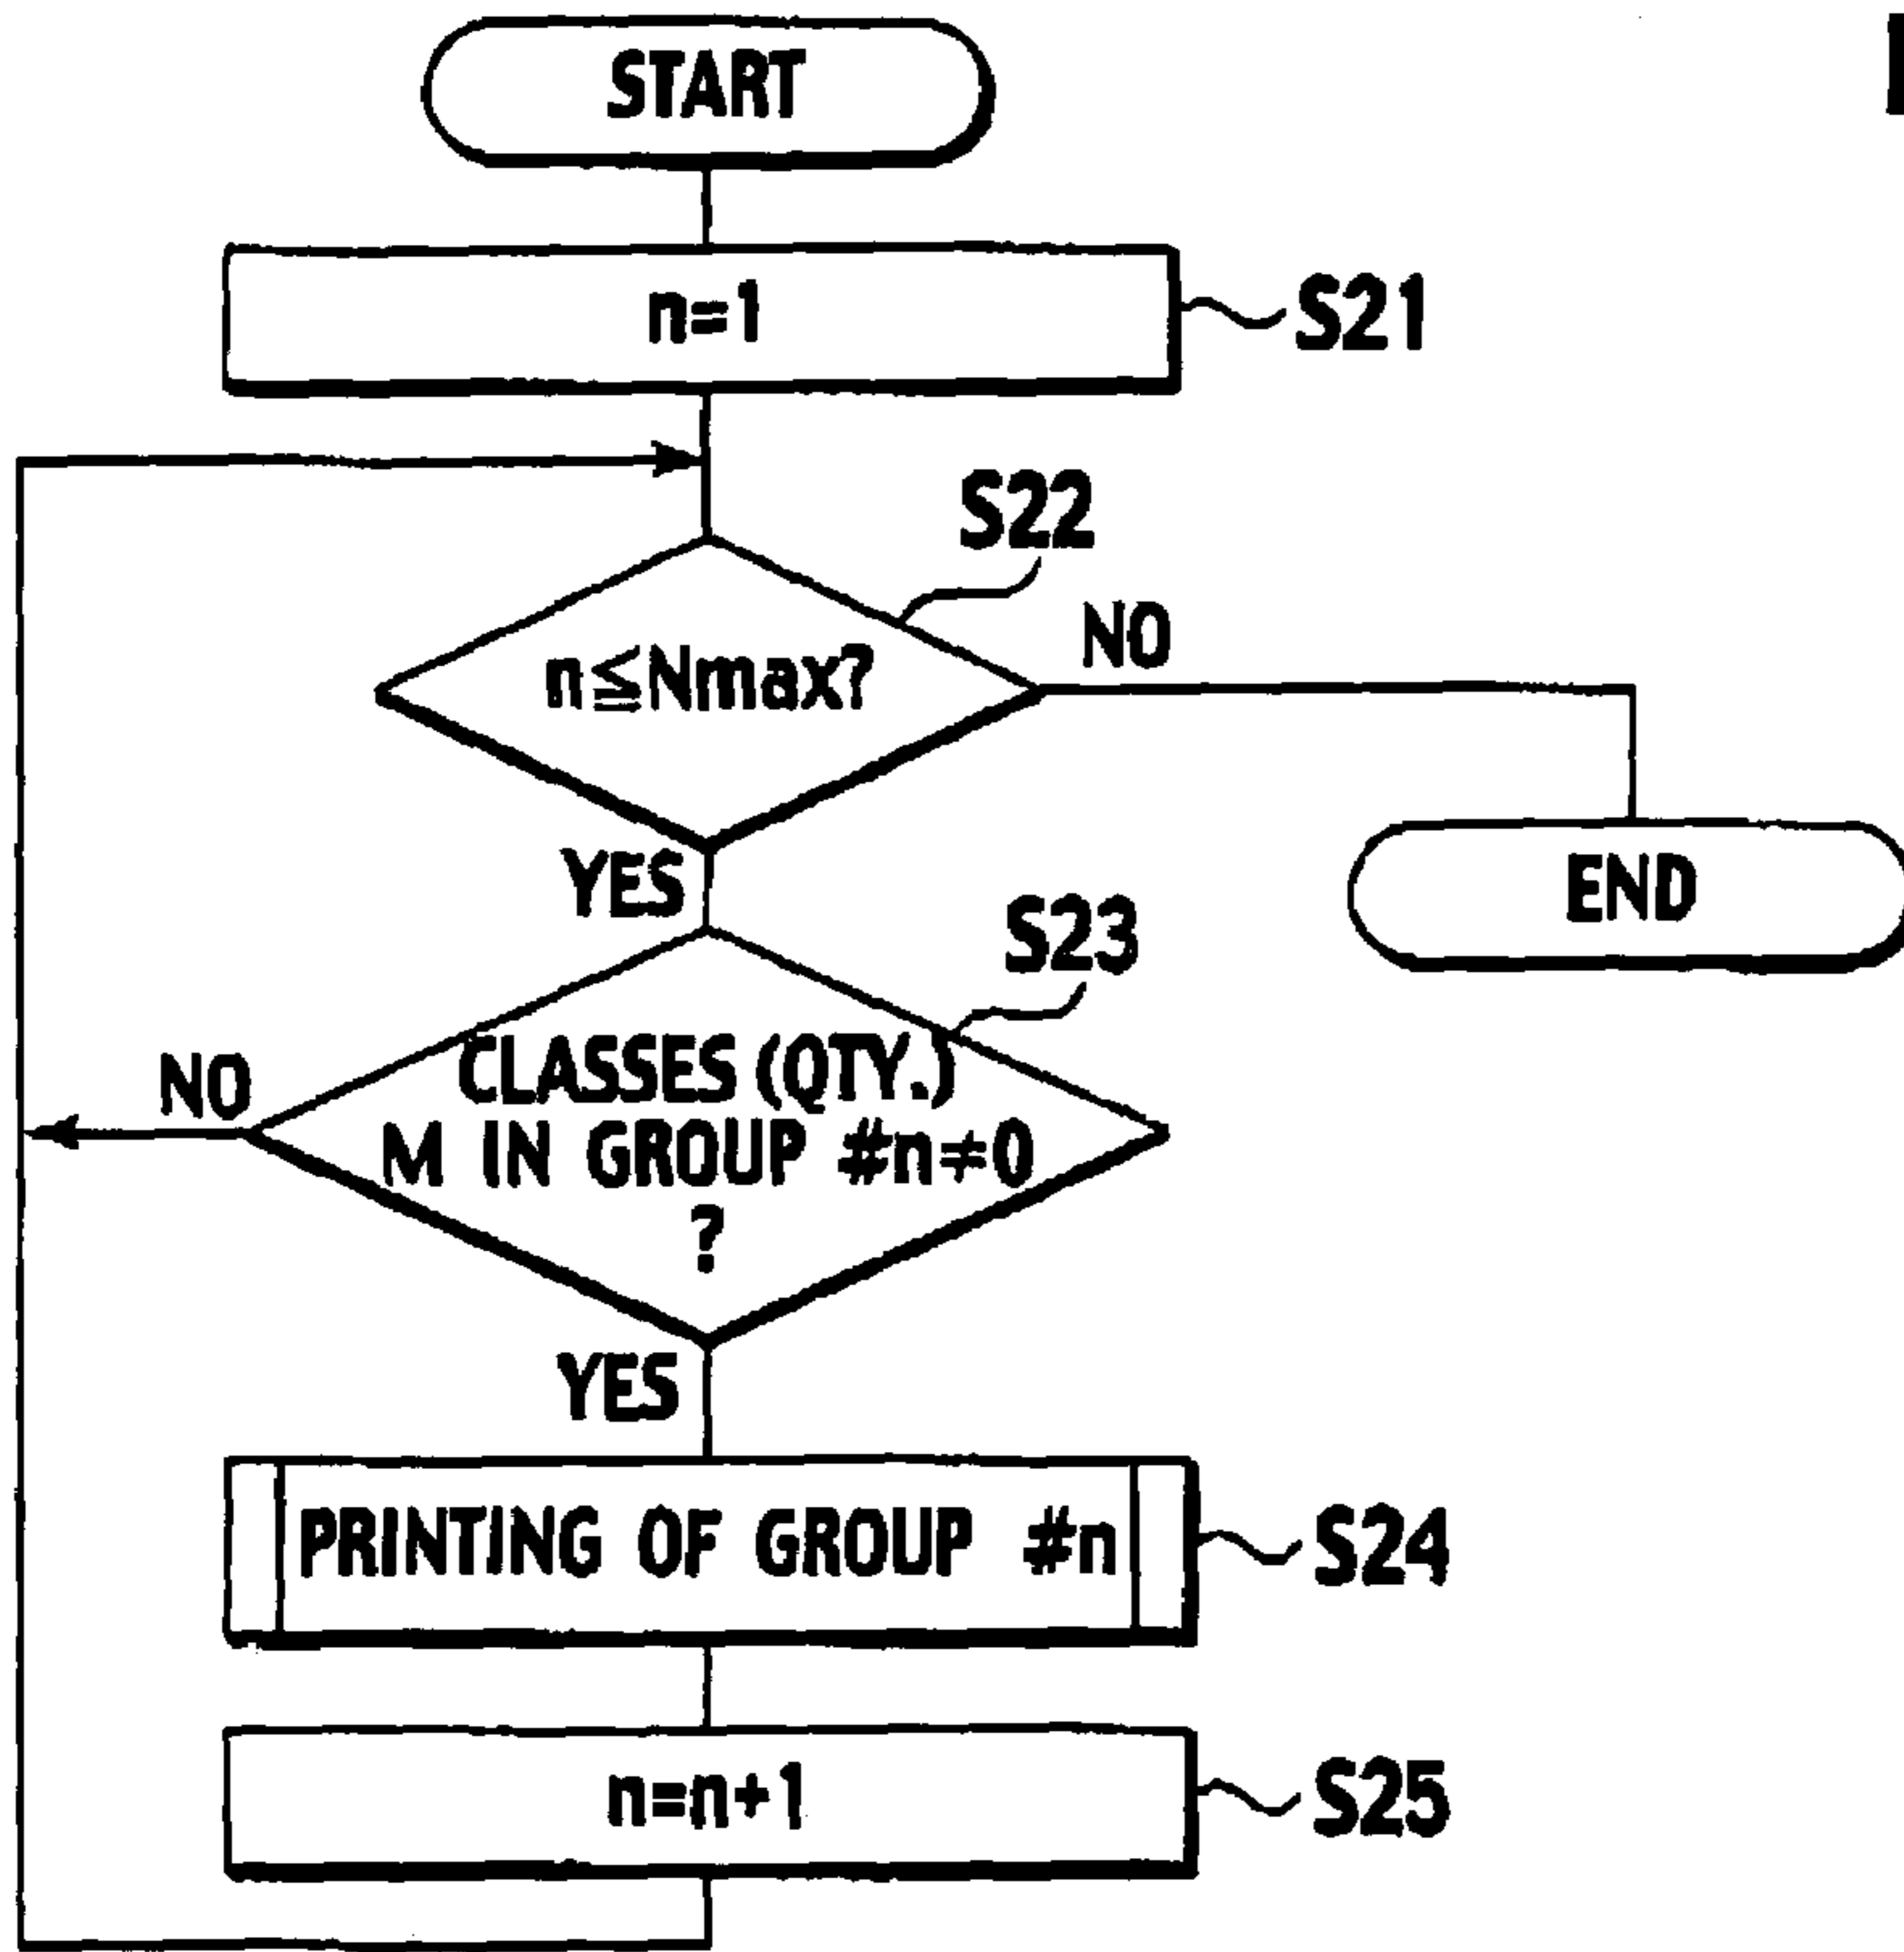 START
n=1
S21
S22
n≦Nmax?
NO
YES
END
S23
CLASSES (QTY.)
M IN GROUP #n≠0
?
NO
YES
PRINTING OF GROUP #n
S24
n=n+1
S25